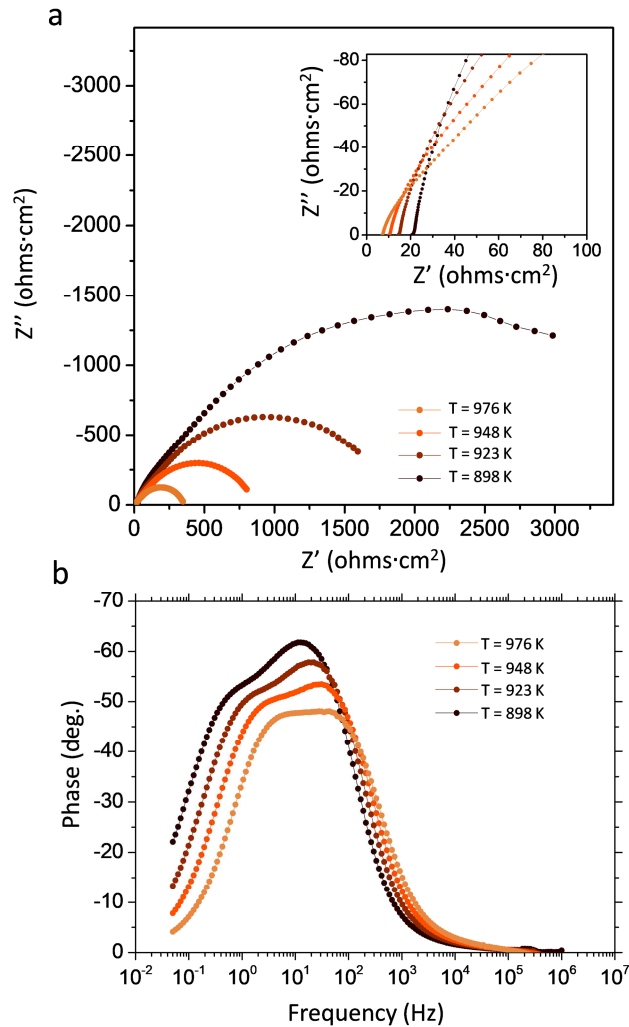 a
-3000
-2500
-2000
-1500
-1000
-500
0
0 500 1000 1500 2000 2500 3000
Z'' (ohms·cm²)
Z' (ohms·cm²)
-80
-60
-40
-20
0
0 20 40 60 80 100
Z'' (ohms·cm²)
Z' (ohms·cm²)
T = 976 K
T = 948 K
T = 923 K
T = 898 K
b
-70
-60
-50
-40
-30
-20
-10
0
10⁻² 10⁻¹ 10⁰ 10¹ 10² 10³ 10⁴ 10⁵ 10⁶ 10⁷
Phase (deg.)
Frequency (Hz)
T = 976 K
T = 948 K
T = 923 K
T = 898 K